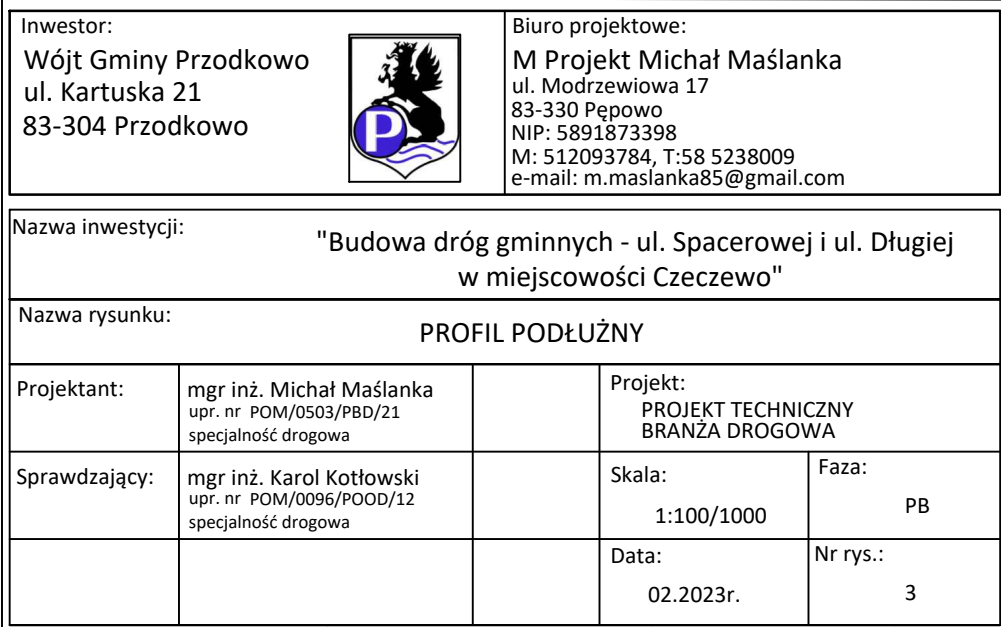 Inwestor:
Wójt Gminy Przodkowo
ul. Kartuska 21
83-304 Przodkowo
P
Biuro projektowe:
M Projekt Michał Maślanka
ul. Modrzewiowa 17
83-330 Pępowo
NIP: 5891873398
M: 512093784, T:58 5238009
e-mail: m.maslanka85@gmail.com
Nazwa inwestycji:
"Budowa dróg gminnych - ul. Spacerowej i ul. Długiej
w miejscowości Czeczewo"
Nazwa rysunku:
PROFIL PODŁUŻNY
Projektant:
mgr inż. Michał Maślanka
upr. nr POM/0503/PBD/21
specjalność drogowa
Projekt:
PROJEKT TECHNICZNY
BRANŻA DROGOWA
Sprawdzający:
mgr inż. Karol Kotłowski
upr. nr POM/0096/POOD/12
specjalność drogowa
Skala:
1:100/1000
Faza:
PB
Data:
02.2023r.
Nr rys.:
3